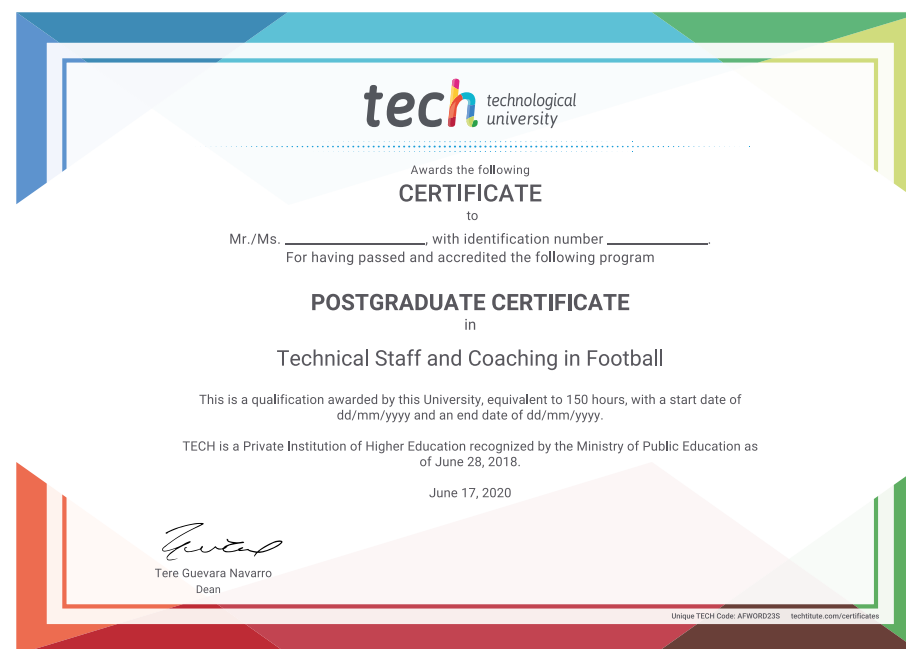 tech technological
university
Awards the following
CERTIFICATE
to
Mr./Ms. ____________________, with identification number ______________.
For having passed and accredited the following program
POSTGRADUATE CERTIFICATE
in
Technical Staff and Coaching in Football
This is a qualification awarded by this University, equivalent to 150 hours, with a start date of
dd/mm/yyyy and an end date of dd/mm/yyyy.
TECH is a Private Institution of Higher Education recognized by the Ministry of Public Education as
of June 28, 2018.
June 17, 2020
Tere Guevara Navarro
Dean
Unique TECH Code: AFWORD23S techtitute.com/certificates